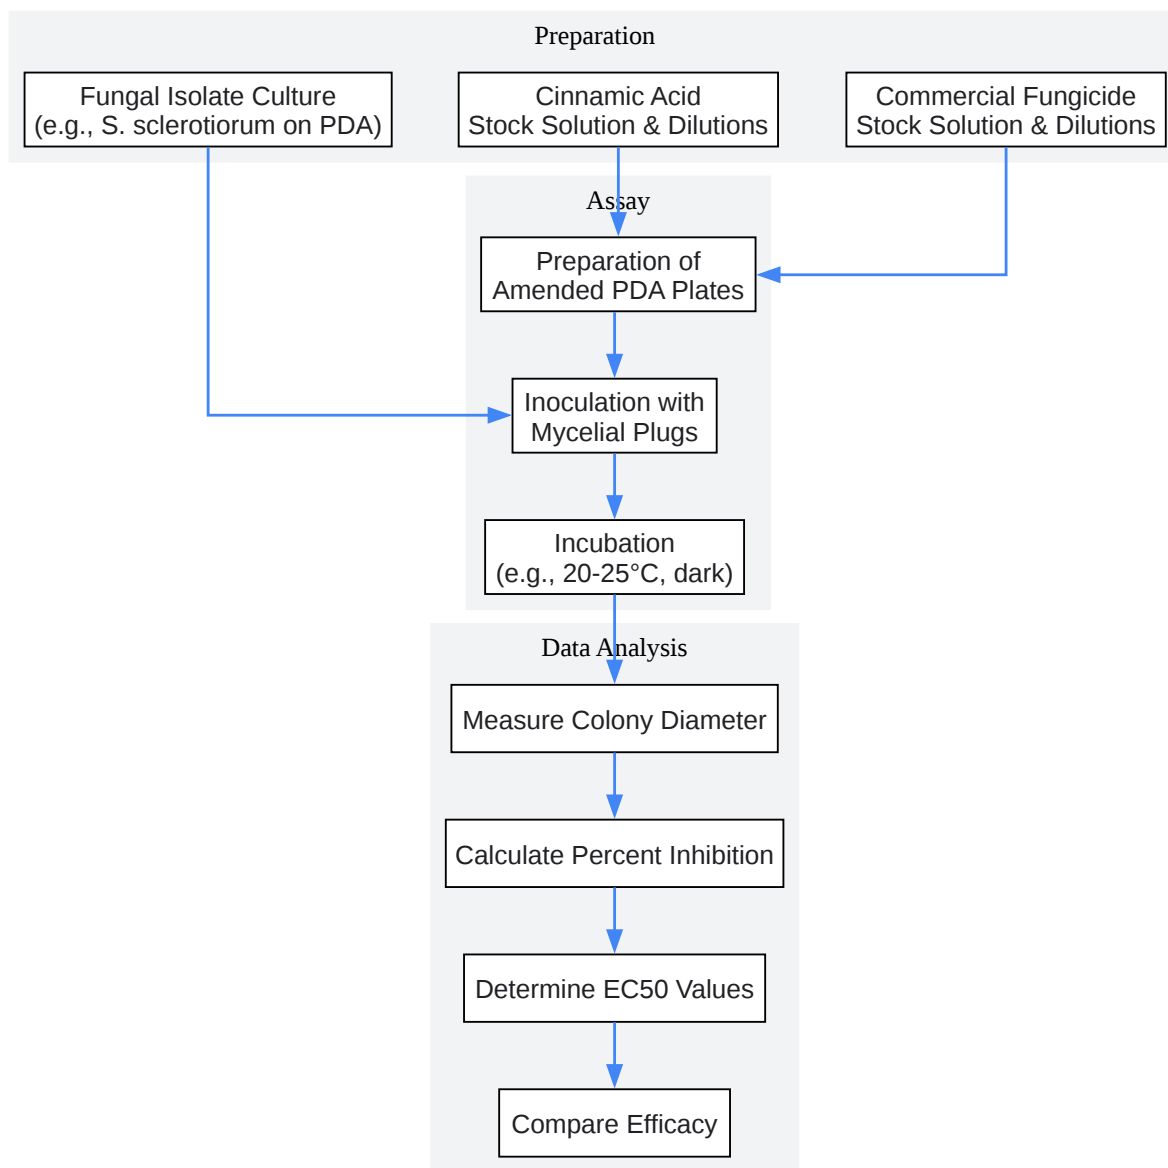 Preparation
Fungal Isolate Culture
(e.g., S. sclerotiorum on PDA)
Cinnamic Acid
Stock Solution & Dilutions
Commercial Fungicide
Stock Solution & Dilutions
Assay
Preparation of
Amended PDA Plates
Inoculation with
Mycelial Plugs
Incubation
(e.g., 20-25°C, dark)
Data Analysis
Measure Colony Diameter
Calculate Percent Inhibition
Determine EC50 Values
Compare Efficacy